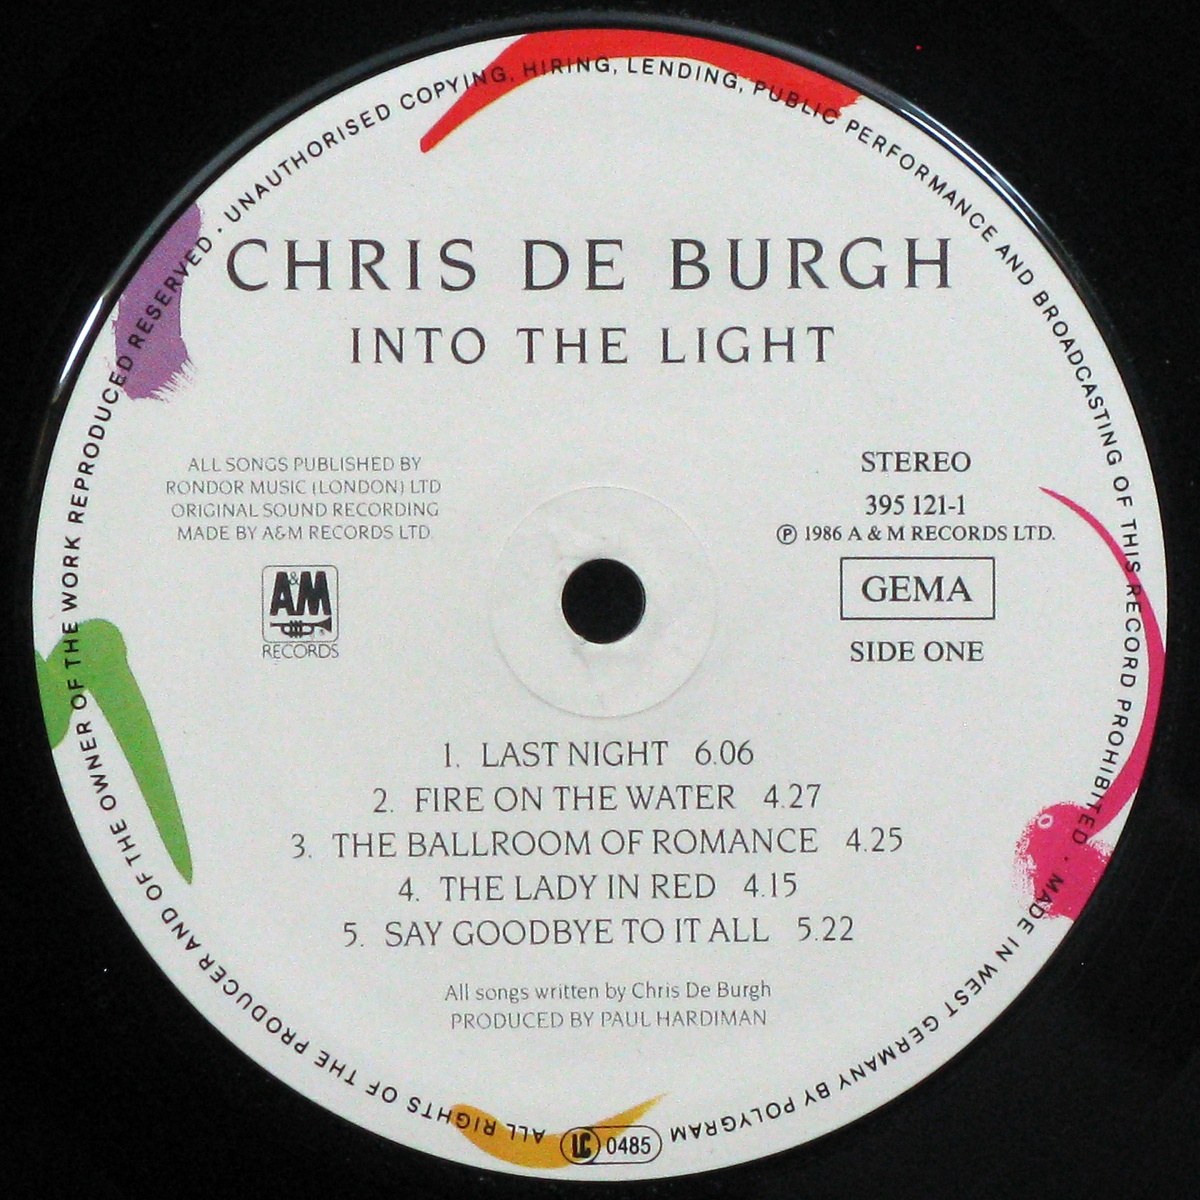 ALL RIGHTS OF THE PRODUCER AND OF THE OWNER OF THE WORK REPRODUCED RESERVED · UNAUTHORISED COPYING, HIRING, LENDING, PUBLIC PERFORMANCE AND BROADCASTING OF THIS RECORD PROHIBITED · MADE IN WEST GERMANY BY POLYGRAM
CHRIS DE BURGH
INTO THE LIGHT
ALL SONGS PUBLISHED BY
RONDOR MUSIC (LONDON) LTD
ORIGINAL SOUND RECORDING
MADE BY A&M RECORDS LTD
A&M
®
RECORDS
STEREO
395 121-1
℗ 1986 A & M RECORDS LTD.
GEMA
SIDE ONE
1. LAST NIGHT 6.06
2. FIRE ON THE WATER 4.27
3. THE BALLROOM OF ROMANCE 4.25
4. THE LADY IN RED 4.15
5. SAY GOODBYE TO IT ALL 5.22
All songs written by Chris De Burgh
PRODUCED BY PAUL HARDIMAN
LC 0485